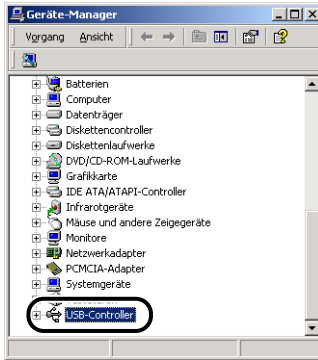 Geräte-Manager
Vorgang Ansicht
Batterien
Computer
Datenträger
Diskettencontroller
Diskettenlaufwerke
DVD/CD-ROM-Laufwerke
Grafikkarte
IDE ATA/ATAPI-Controller
Infrarotgeräte
Mäuse und andere Zeigegeräte
Monitore
Netzwerkadapter
PCMCIA-Adapter
Systemgeräte
USB-Controller